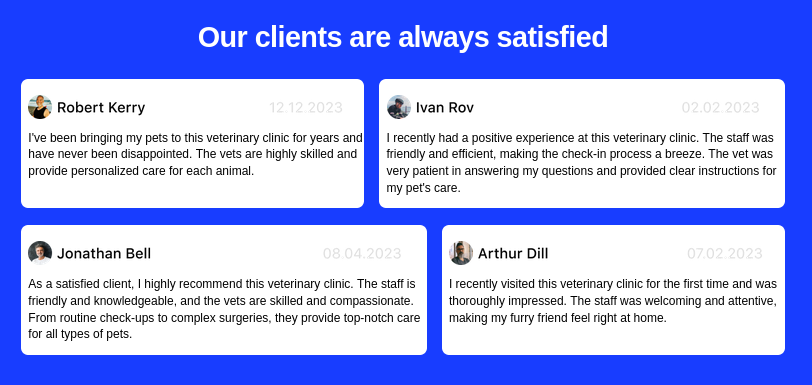 Our clients are always satisfied
Robert Kerry 12.12.2023
I've been bringing my pets to this veterinary clinic for years and
have never been disappointed. The vets are highly skilled and
provide personalized care for each animal.
Ivan Rov 02.02.2023
I recently had a positive experience at this veterinary clinic. The staff was
friendly and efficient, making the check-in process a breeze. The vet was
very patient in answering my questions and provided clear instructions for
my pet's care.
Jonathan Bell 08.04.2023
As a satisfied client, I highly recommend this veterinary clinic. The staff is
friendly and knowledgeable, and the vets are skilled and compassionate.
From routine check-ups to complex surgeries, they provide top-notch care
for all types of pets.
Arthur Dill 07.02.2023
I recently visited this veterinary clinic for the first time and was
thoroughly impressed. The staff was welcoming and attentive,
making my furry friend feel right at home.